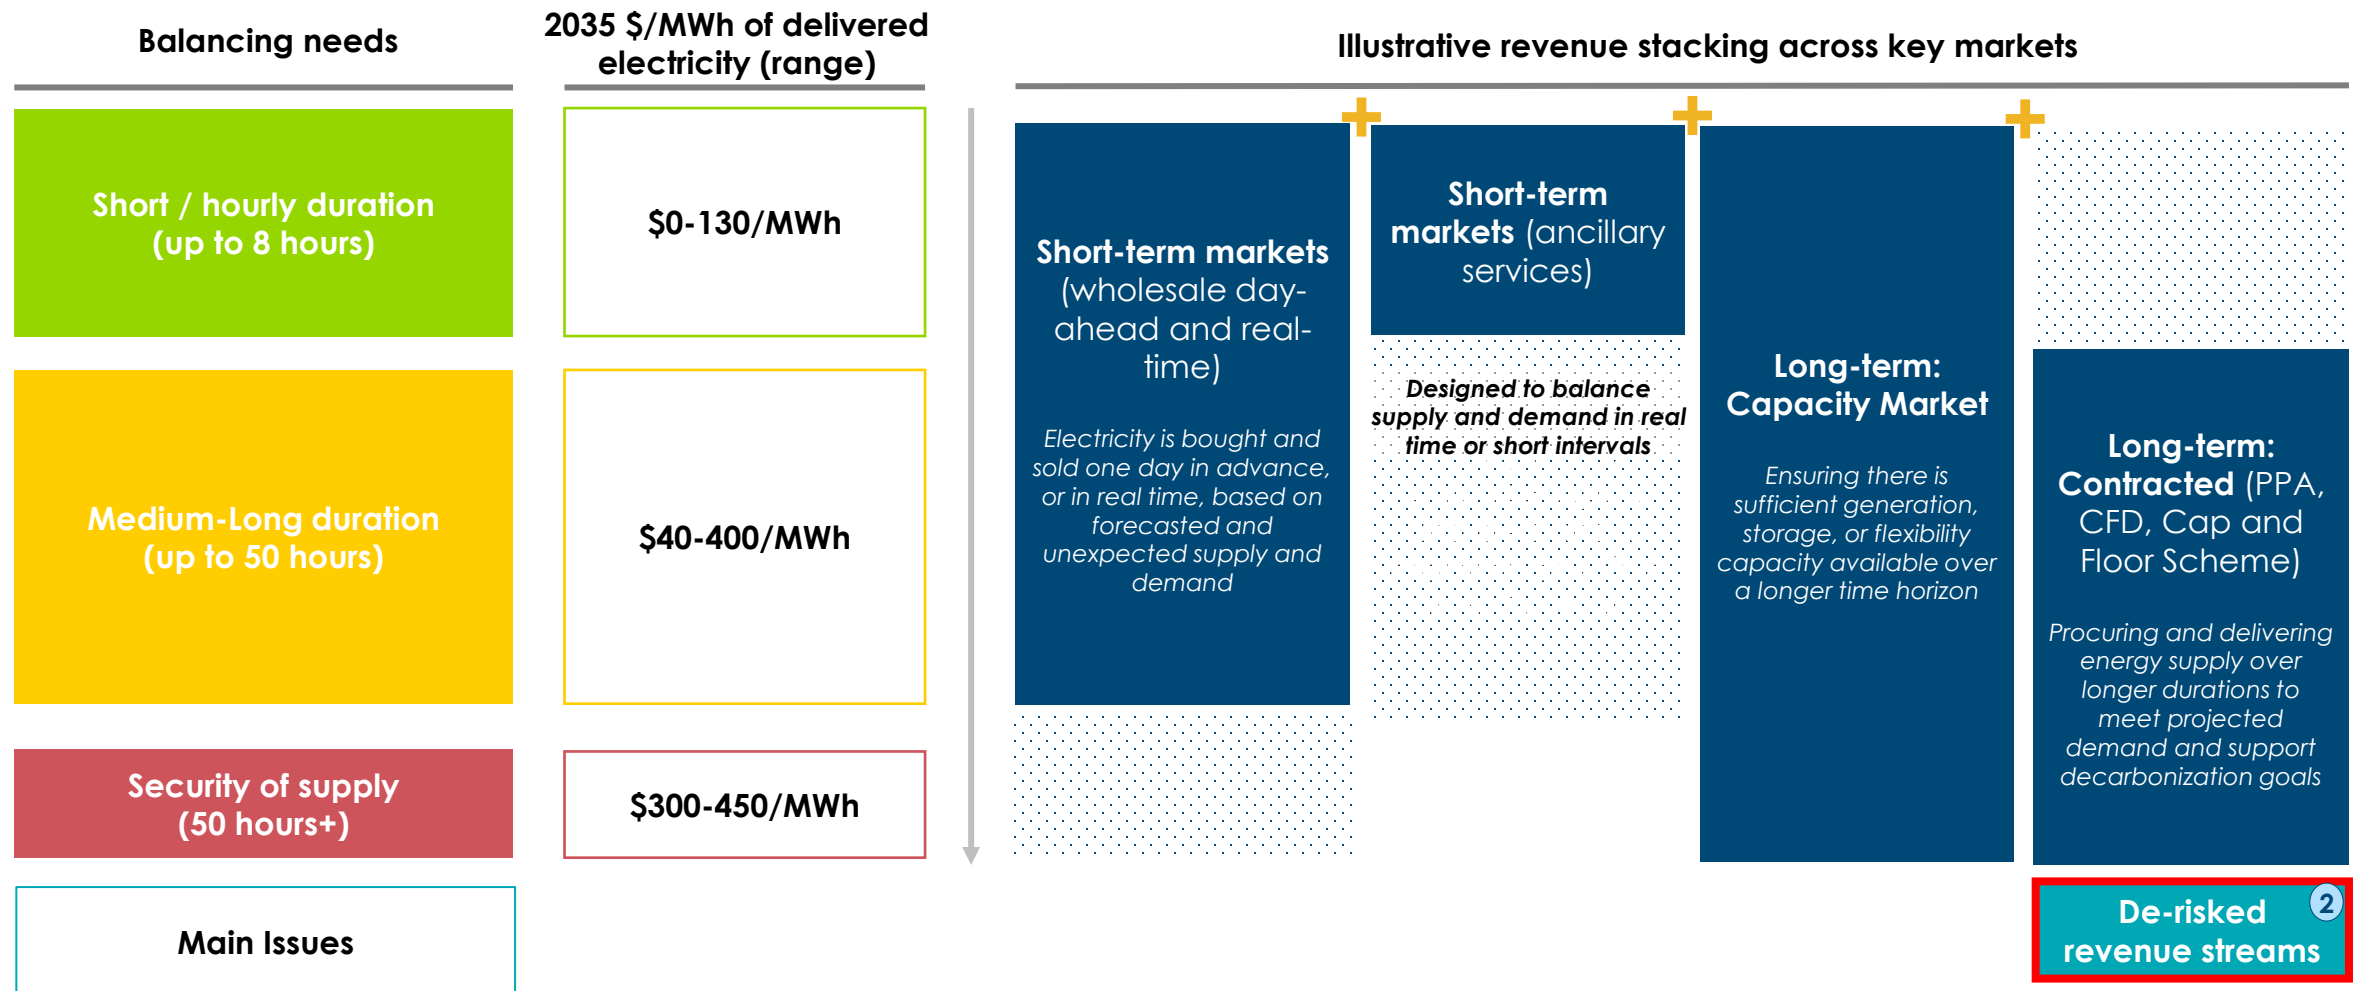 Balancing needs
2035 $/MWh of delivered
electricity (range)
Illustrative revenue stacking across key markets
Short / hourly duration
(up to 8 hours)
$0-130/MWh
Medium-Long duration
(up to 50 hours)
$40-400/MWh
Security of supply
(50 hours+)
$300-450/MWh
Main Issues
Short-term markets
(wholesale day-
ahead and real-
time)
Electricity is bought and
sold one day in advance,
or in real time, based on
forecasted and
unexpected supply and
demand
+
Short-term
markets (ancillary
services)
Designed to balance
supply and demand in real
time or short intervals
+
Long-term:
Capacity Market
Ensuring there is
sufficient generation,
storage, or flexibility
capacity available over
a longer time horizon
+
Long-term:
Contracted (PPA,
CFD, Cap and
Floor Scheme)
Procuring and delivering
energy supply over
longer durations to
meet projected
demand and support
decarbonization goals
De-risked
revenue streams
2